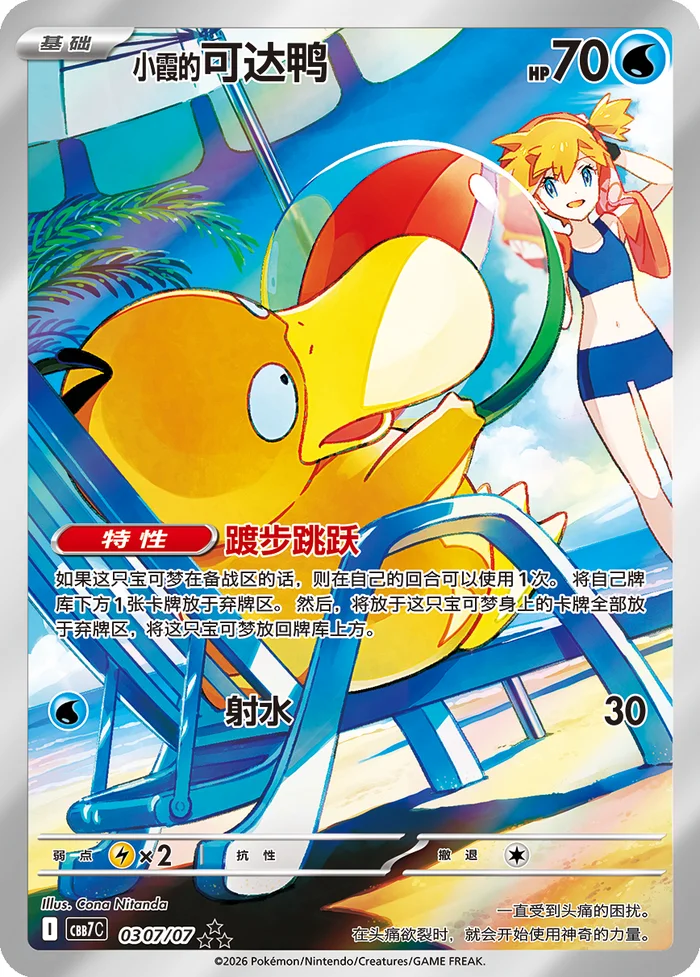 基础
小霞的可达鸭 HP70
特性 踱步跳跃
如果这只宝可梦在备战区的话，则在自己的回合可以使用1次。 将自己牌
库下方1张卡牌放于弃牌区。 然后，将放于这只宝可梦身上的卡牌全部放
于弃牌区，将这只宝可梦放回牌库上方。
射水 30
弱点 ×2 抗性 撤退
Illus. Cona Nitanda
I CBB7C 0307/07
一直受到头痛的困扰。
在头痛欲裂时，就会开始使用神奇的力量。
©2026 Pokémon/Nintendo/Creatures/GAME FREAK.